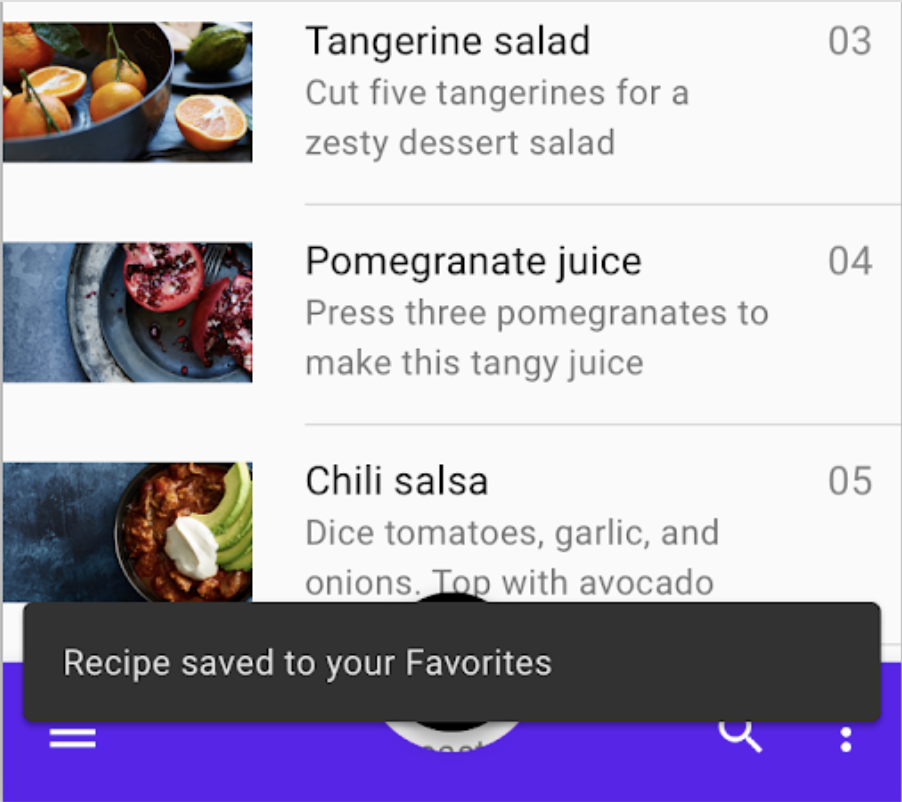 Tangerine salad
03
Cut five tangerines for a
zesty dessert salad
Pomegranate juice
04
Press three pomegranates to
make this tangy juice
Chili salsa
05
Dice tomatoes, garlic, and
onions. Top with avocado
Recipe saved to your Favorites